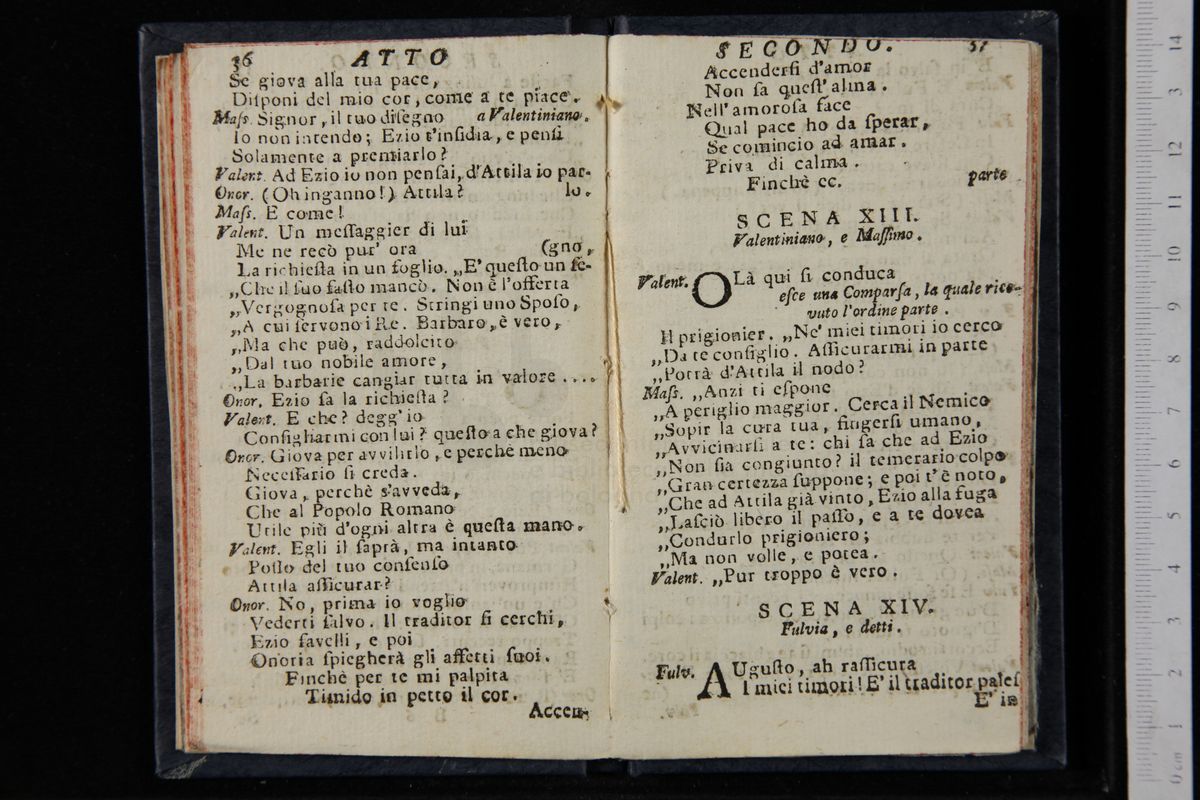 36 ATTO
Se giova alla tua pace,
Diſponi del mio cor, come a te piace.
Maſs. Signor, il tuo diſegno a Valentiniano.
Io non intendo; Ezio t'inſidia, e penſi
Solamente a premiarlo?
Valent. Ad Ezio io non penſai, d'Attila io par-
Onor. (Oh inganno!) Attila? lo.
Maſs. E come!
Valent. Un meſſaggier di lui
Me ne recò pur' ora (gno,
La richieſta in un foglio. „E' queſto un ſe-
„Che il ſuo faſto mancò. Non è l'offerta
„Vergognoſa per te. Stringi uno Spoſo,
„A cui ſervono i Re. Barbaro, è vero,
„Ma che può, raddolcito
„Dal tuo nobile amore,
„La barbarie cangiar tutta in valore ....
Onor. Ezio ſa la richieſta?
Valent. E che? degg' io
Conſigliarmi con lui? queſto a che giova?
Onor. Giova per avvilirlo, e perchè meno
Neceſſario ſi creda.
Giova, perchè s'avveda,
Che al Popolo Romano
Utile più d'ogni altra è queſta mano.
Valent. Egli il ſaprà, ma intanto
Poſſo del tuo conſenſo
Attila aſſicurar?
Onor. No, prima io voglio
Vederti ſalvo. Il traditor ſi cerchi,
Ezio favelli, e poi
Onoria ſpiegherà gli affetti ſuoi.
Finchè per te mi palpita
Timido in petto il cor.
Accen-
SECONDO. 37
Accenderſi d'amor
Non ſa queſt' alma.
Nell' amoroſa face
Qual pace ho da ſperar,
Se comincio ad amar.
Priva di calma.
Finchè ec. parte
SCENA XIII.
Valentiniano, e Maſſimo.
Valent. OLà qui ſi conduca
eſce una Comparſa, la quale rice-
vuto l'ordine parte.
Il prigionier. „Ne' miei timori io cerco
„Da te conſiglio. Aſſicurarmi in parte
„Potrà d'Attila il nodo?
Maſs. „Anzi ti eſpone
„A periglio maggior. Cerca il Nemico
„Sopir la cura tua, fingerſi umano,
„Avvicinarſi a te: chi ſa che ad Ezio
„Non ſia congiunto? il temerario colpo
„Gran certezza ſuppone; e poi t'è noto,
„Che ad Attila già vinto, Ezio alla fuga
„Laſciò libero il paſſo, e a te dovea
„Condurlo prigioniero;
„Ma non volle, e potea.
Valent. „Pur troppo è vero.
SCENA XIV.
Fulvia, e detti.
Fulv. AUguſto, ah raſſicura
I miei timori! E' il traditor paleſ
E' in